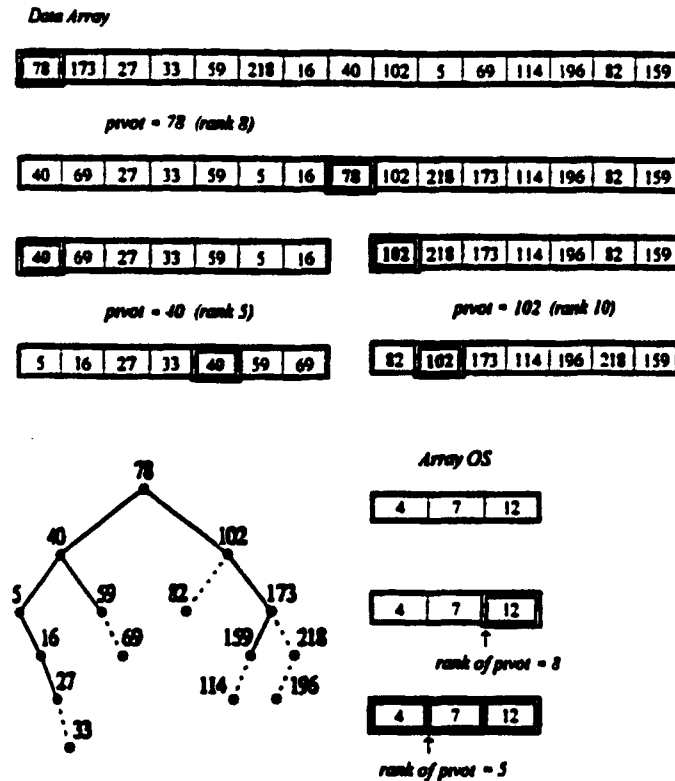 Data Array
78 173 27 33 59 218 16 40 102 5 69 114 196 82 159
pivot = 78 (rank 8)
40 69 27 33 59 5 16 78 102 218 173 114 196 82 159
40 69 27 33 59 5 16
102 218 173 114 196 82 159
pivot = 40 (rank 5)
pivot = 102 (rank 10)
5 16 27 33 40 59 69
82 102 173 114 196 218 159
78
40 102
5 59 82 173
16 69 159 218
27 114 196
33
Array OS
4 7 12
4 7 12
rank of pivot = 8
4 7 12
rank of pivot = 5